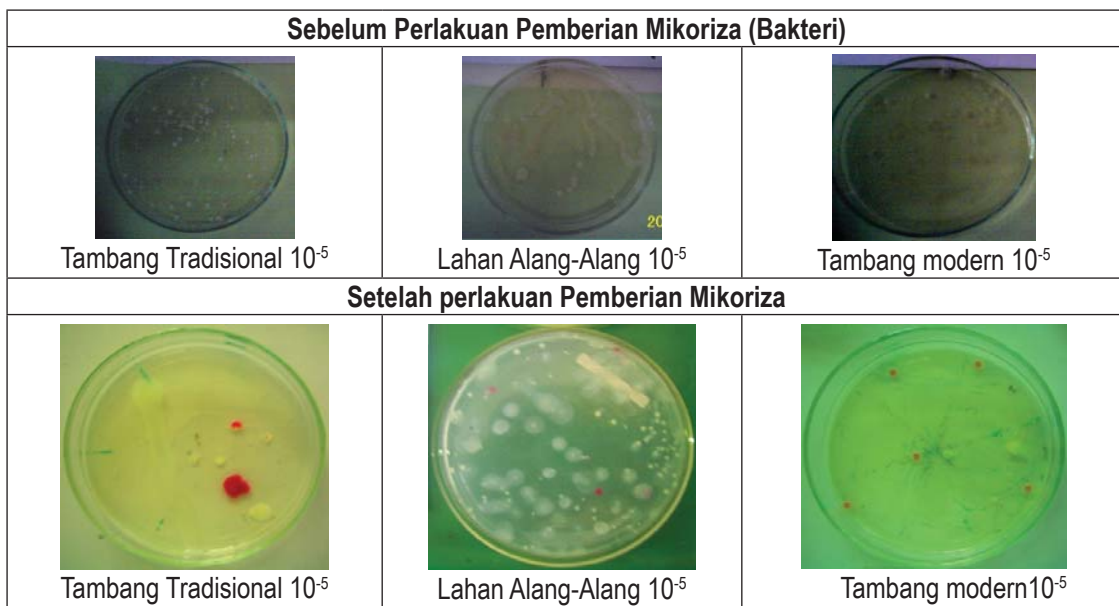 Sebelum Perlakuan Pemberian Mikoriza (Bakteri)
20
Tambang Tradisional 10⁻⁵
Lahan Alang-Alang 10⁻⁵
Tambang modern 10⁻⁵
Setelah perlakuan Pemberian Mikoriza
Tambang Tradisional 10⁻⁵
Lahan Alang-Alang 10⁻⁵
Tambang modern10⁻⁵